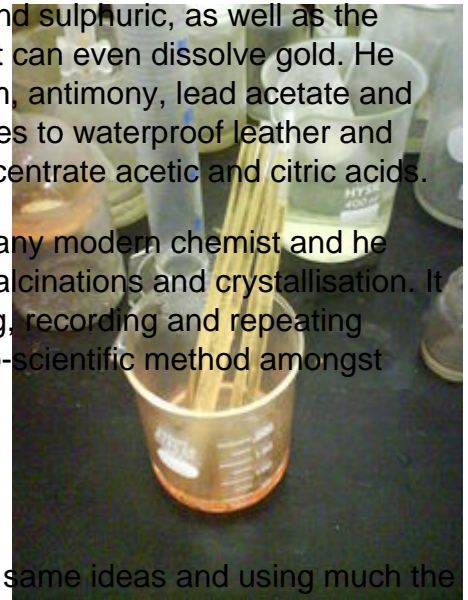 nd sulphuric, as well as the
t can even dissolve gold. He
n, antimony, lead acetate and
es to waterproof leather and
centrate acetic and citric acids.
any modern chemist and he
alcinations and crystallisation. It
g, recording and repeating
-scientific method amongst
same ideas and using much the
400 ml